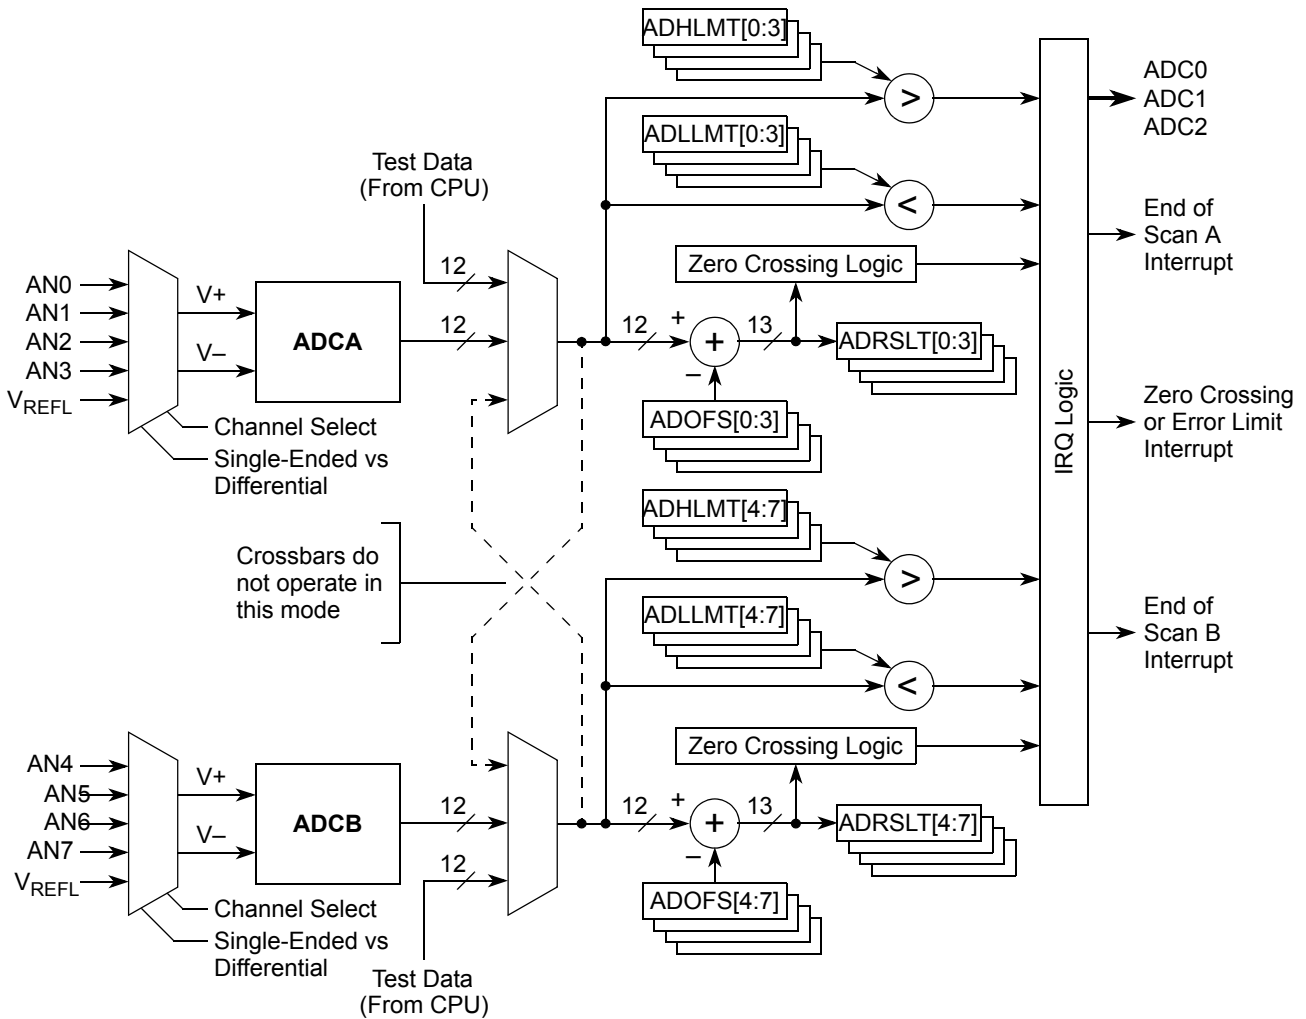 ADHLMT[0:3]
>
ADC0
ADC1
ADC2
ADLLMT[0:3]
<
Test Data
(From CPU)
End of
Scan A
Interrupt
12
Zero Crossing Logic
AN0
AN1
AN2
AN3
VREFL
V+
V–
ADCA
12
12
+
+
–
13
ADRSLT[0:3]
ADOFS[0:3]
Channel Select
Single-Ended vs
Differential
IRQ Logic
Zero Crossing
or Error Limit
Interrupt
ADHLMT[4:7]
>
Crossbars do
not operate in
this mode
ADLLMT[4:7]
<
End of
Scan B
Interrupt
Zero Crossing Logic
AN4
AN5
AN6
AN7
VREFL
V+
V–
ADCB
12
12
+
+
–
13
ADRSLT[4:7]
12
ADOFS[4:7]
Channel Select
Single-Ended vs
Differential
Test Data
(From CPU)